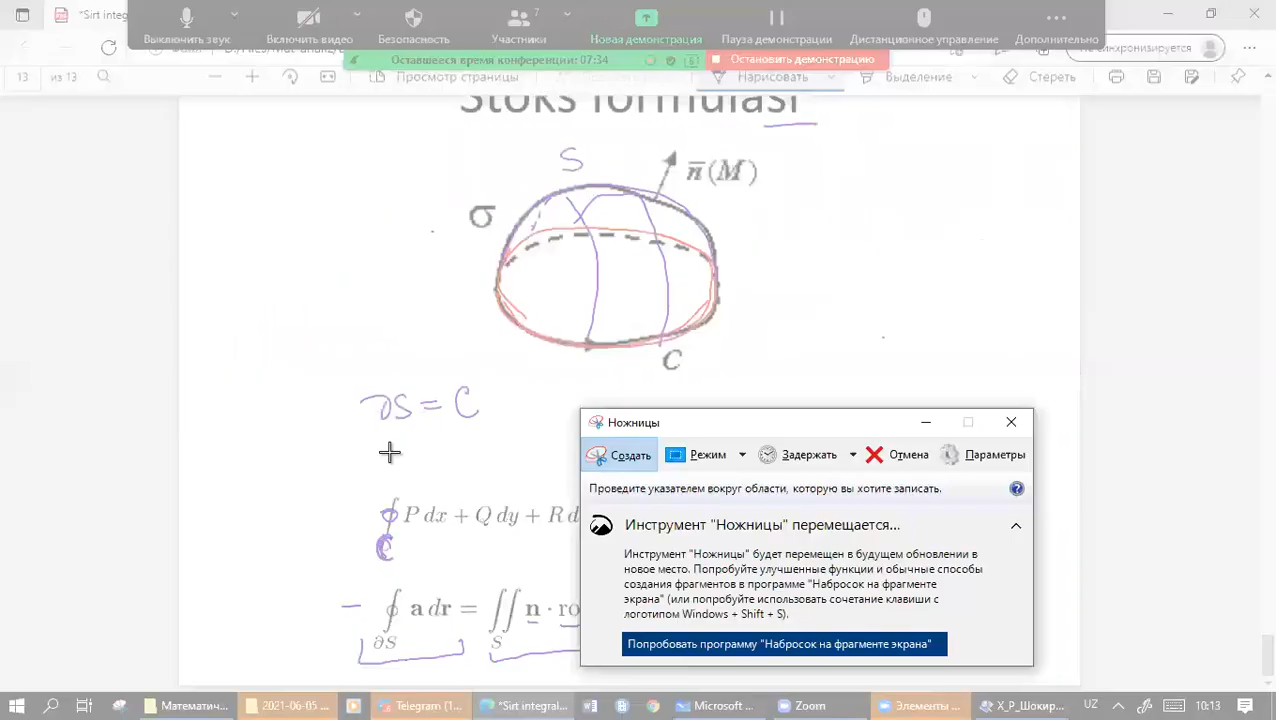 "Sirt integ
7
Выключить звук
Включить видео
Безопасность
Участники
Новая демонстрация
Пауза демонстрации
Дистанционное управление
Дополнительно
синхронизируется
Оставшееся время конференции: 07:34
Остановить демонстрацию
13 из 13
Просмотр страницы
Нарисовать
Выделение
Стереть
Stoks formulasi
S
n̅(M)
σ
C
∂S = C
∮ P dx + Q dy + R d
C
− ∮ a dr = ∬ n · ro
∂S S
Ножницы
Создать
Режим
Задержать
Отмена
Параметры
Проведите указателем вокруг области, которую вы хотите записать.
Инструмент "Ножницы" перемещается...
Инструмент "Ножницы" будет перемещен в будущем обновлении в
новое место. Попробуйте улучшенные функции и обычные способы
создания фрагментов в программе "Набросок на фрагменте
экрана" (или попробуйте использовать сочетание клавиши с
логотипом Windows + Shift + S).
Попробовать программу "Набросок на фрагменте экрана"
Математич...
2021-06-05 ...
Telegram (1...
"Sirt integral...
Microsoft ...
Zoom
Элементы ...
Х_Р_Шокир...
UZ
10:13